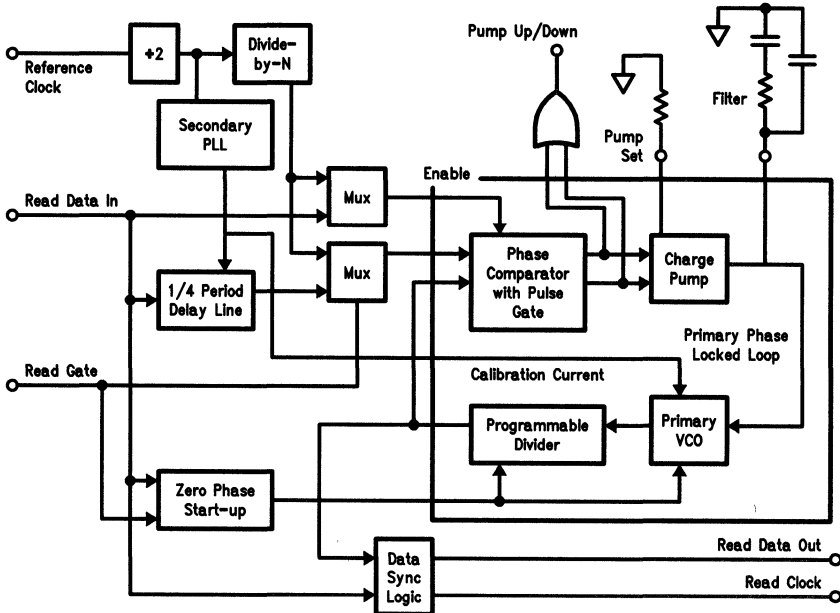 Reference
Clock
+2
Divide-
by-N
Pump Up/Down
Filter
Secondary
PLL
Pump
Set
Enable
Mux
Read Data In
Mux
Phase
Comparator
with Pulse
Gate
Charge
Pump
1/4 Period
Delay Line
Primary Phase
Locked Loop
Read Gate
Calibration Current
Programmable
Divider
Primary
VCO
Zero Phase
Start-up
Data
Sync
Logic
Read Data Out
Read Clock